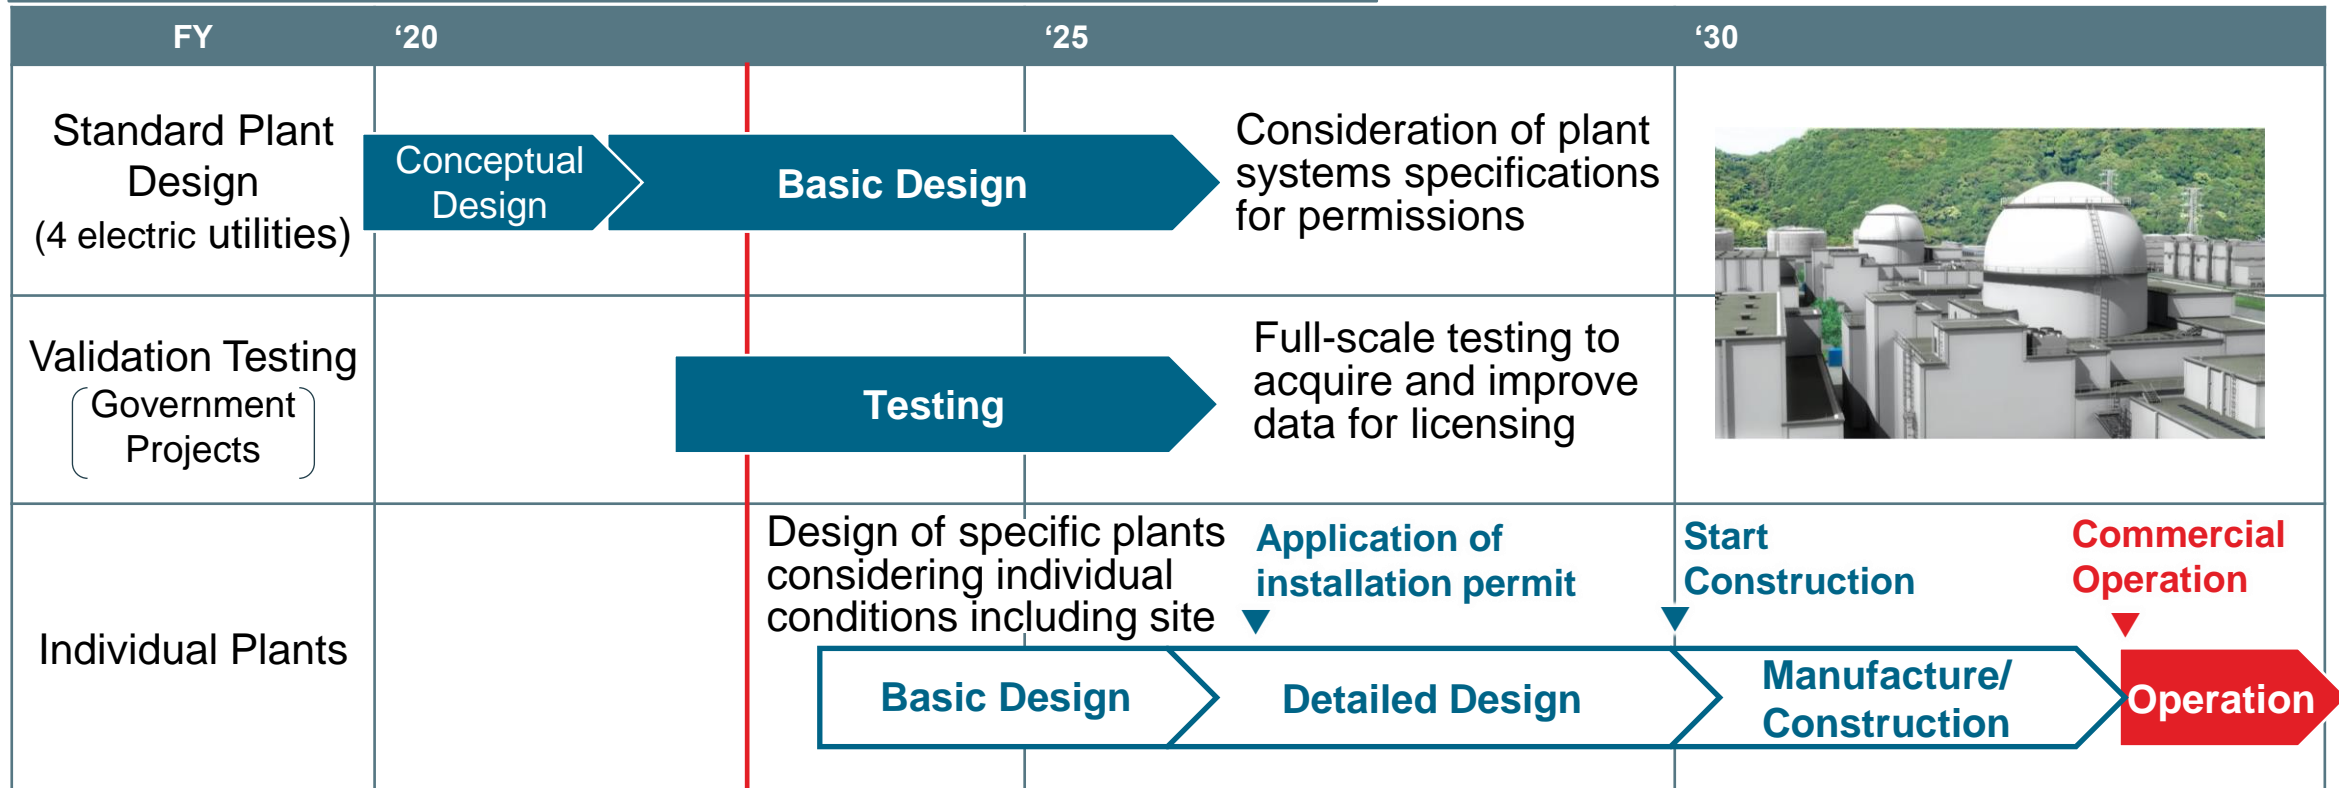 FY ‘20 ‘25 ‘30
Standard Plant
Design
(4 electric utilities)
Conceptual
Design
Basic Design
Consideration of plant
systems specifications
for permissions
Validation Testing
Government
Projects
Testing
Full-scale testing to
acquire and improve
data for licensing
Individual Plants
Design of specific plants
considering individual
conditions including site
Application of
installation permit
Start
Construction
Commercial
Operation
Basic Design
Detailed Design
Manufacture/
Construction
Operation